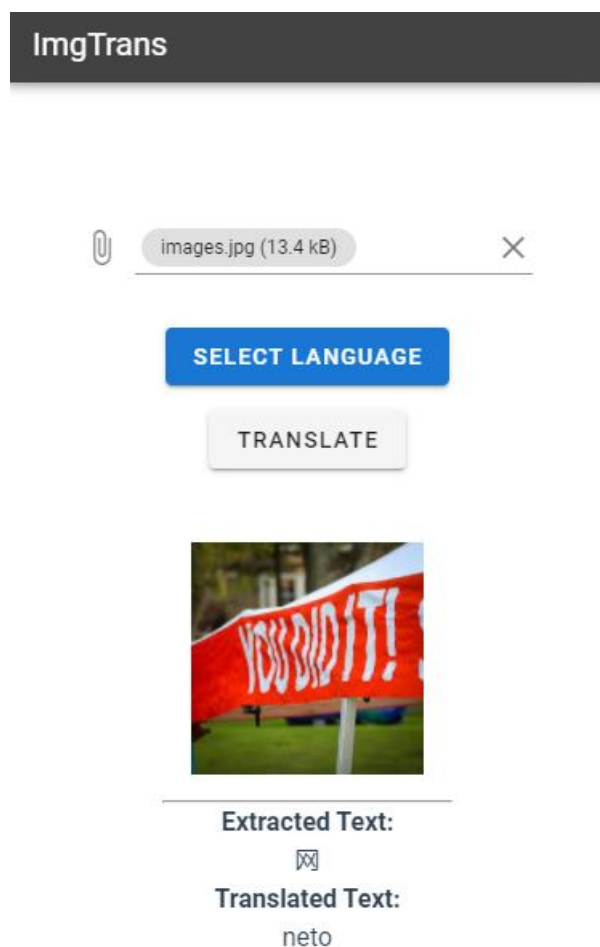 ImgTrans
images.jpg (13.4 kB)
SELECT LANGUAGE
TRANSLATE
YOU DID IT! S
Extracted Text:
网
Translated Text:
neto